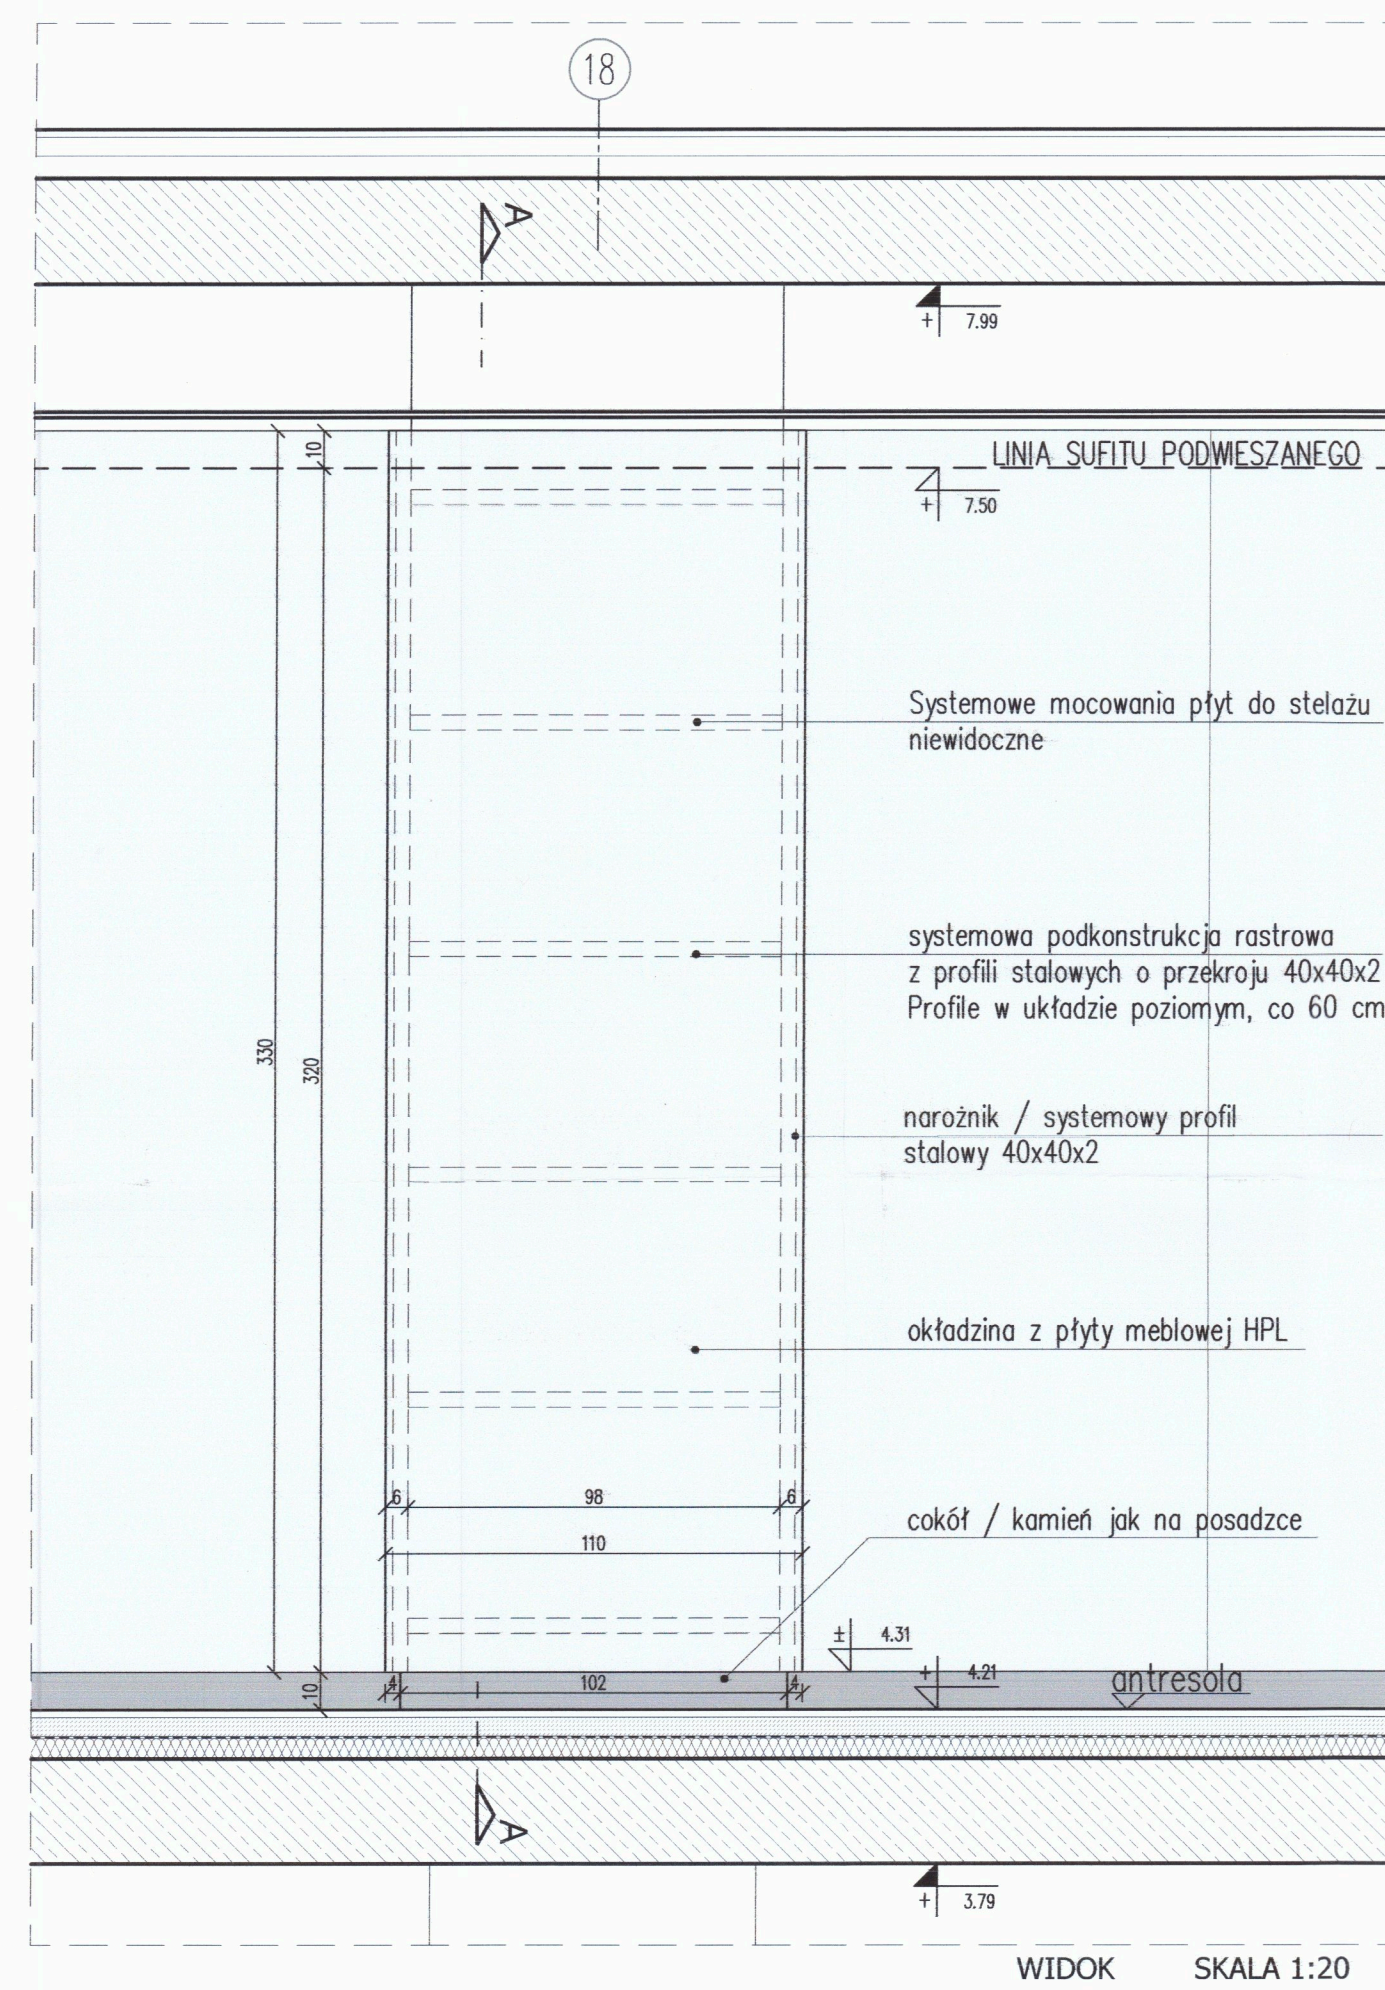 18
A
+ 7.99
10
LINIA SUFITU PODWIESZANEGO
+ 7.50
Systemowe mocowania płyt do stelażu
niewidoczne
systemowa podkonstrukcja rastrowa
z profili stalowych o przekroju 40x40x2
Profile w układzie poziomym, co 60 cm
330
320
narożnik / systemowy profil
stalowy 40x40x2
okładzina z płyty meblowej HPL
6 98 6
cokół / kamień jak na posadzce
110
± 4.31
+ 4.21
antresola
10
4 102 4
A
+ 3.79
WIDOK SKALA 1:20